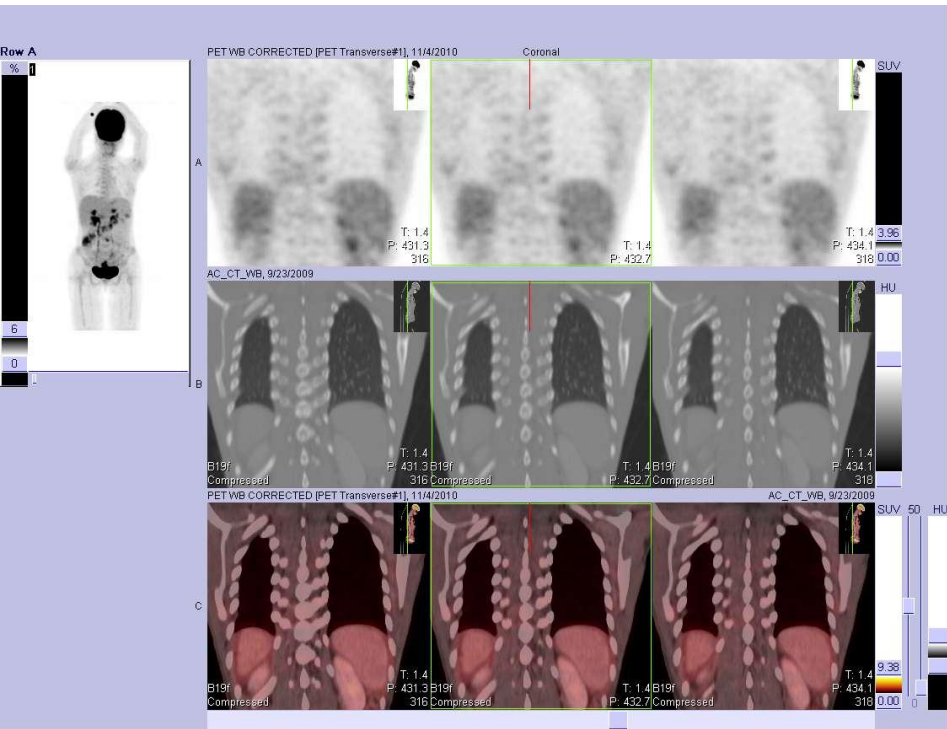 PET WB CORRECTED [PET Transverse#1], 11/4/2010 Coronal
Row A
% 1 SUV
A
T: 1.4 T: 1.4 T: 1.4 3.96
P: 431.3 P: 432.7 P: 434.1
316 318 0.00
AC_CT_WB, 9/23/2009
HU
6
0
B
T: 1.4 T: 1.4 T: 1.4
B19f P: 431.3 B19f P: 432.7 B19f P: 434.1
Compressed 316 Compressed Compressed 318
PET WB CORRECTED [PET Transverse#1], 11/4/2010 AC_CT_WB, 9/23/2009
SUV 50 HU
C
T: 1.4 T: 1.4 T: 1.4 9.38
B19f P: 431.3 B19f P: 432.7 B19f P: 434.1
Compressed 316 Compressed Compressed 318 0.00 0